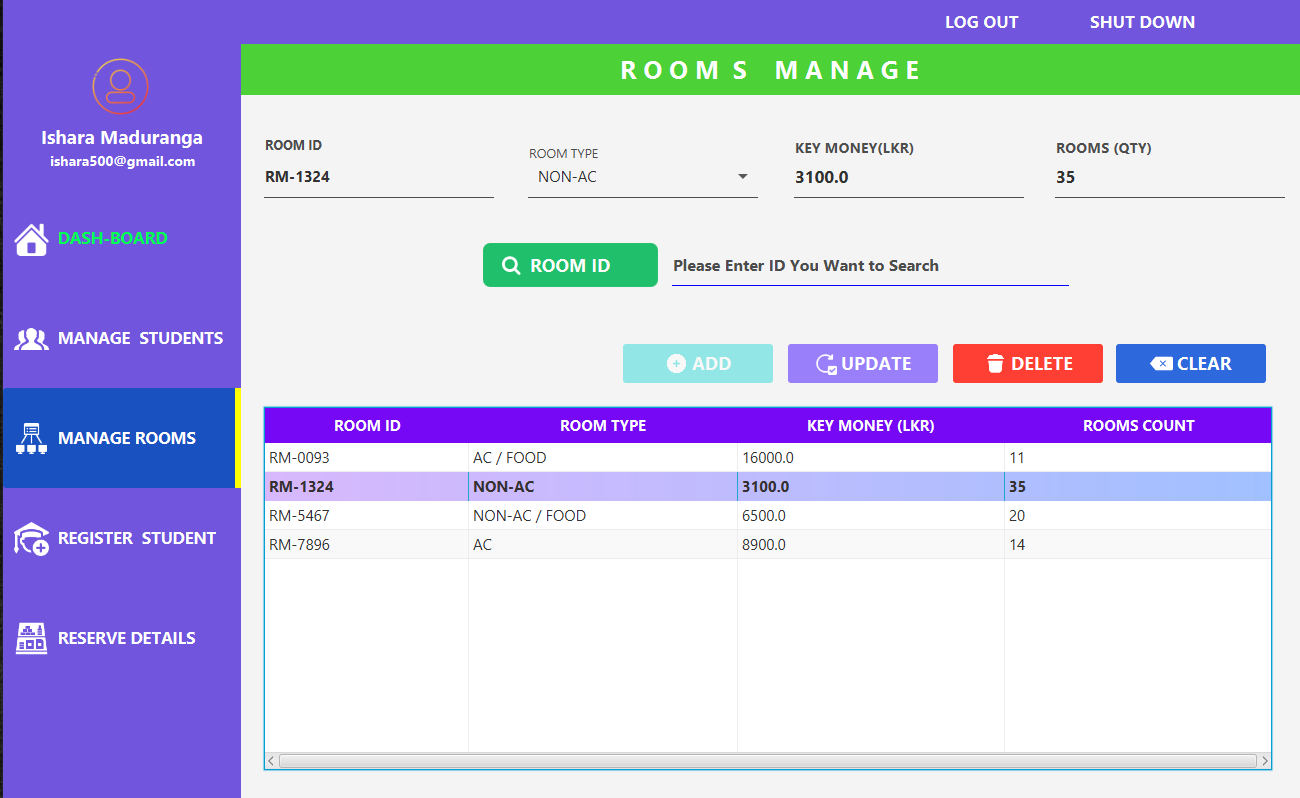 LOG OUT SHUT DOWN
ROOMS MANAGE
Ishara Maduranga
ishara500@gmail.com
DASH-BOARD
MANAGE STUDENTS
MANAGE ROOMS
REGISTER STUDENT
RESERVE DETAILS
ROOM ID ROOM TYPE KEY MONEY(LKR) ROOMS (QTY)
RM-1324 NON-AC 3100.0 35
ROOM ID Please Enter ID You Want to Search
ADD UPDATE DELETE CLEAR
ROOM ID ROOM TYPE KEY MONEY (LKR) ROOMS COUNT
RM-0093 AC / FOOD 16000.0 11
RM-1324 NON-AC 3100.0 35
RM-5467 NON-AC / FOOD 6500.0 20
RM-7896 AC 8900.0 14